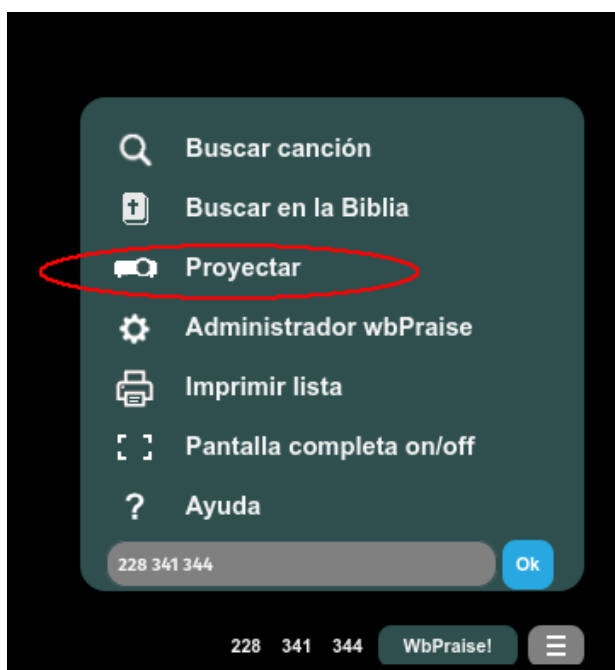 Buscar canción
Buscar en la Biblia
Proyectar
Administrador wbPraise
Imprimir lista
Pantalla completa on/off
? Ayuda
228 341 344 Ok
228 341 344 WbPraise!